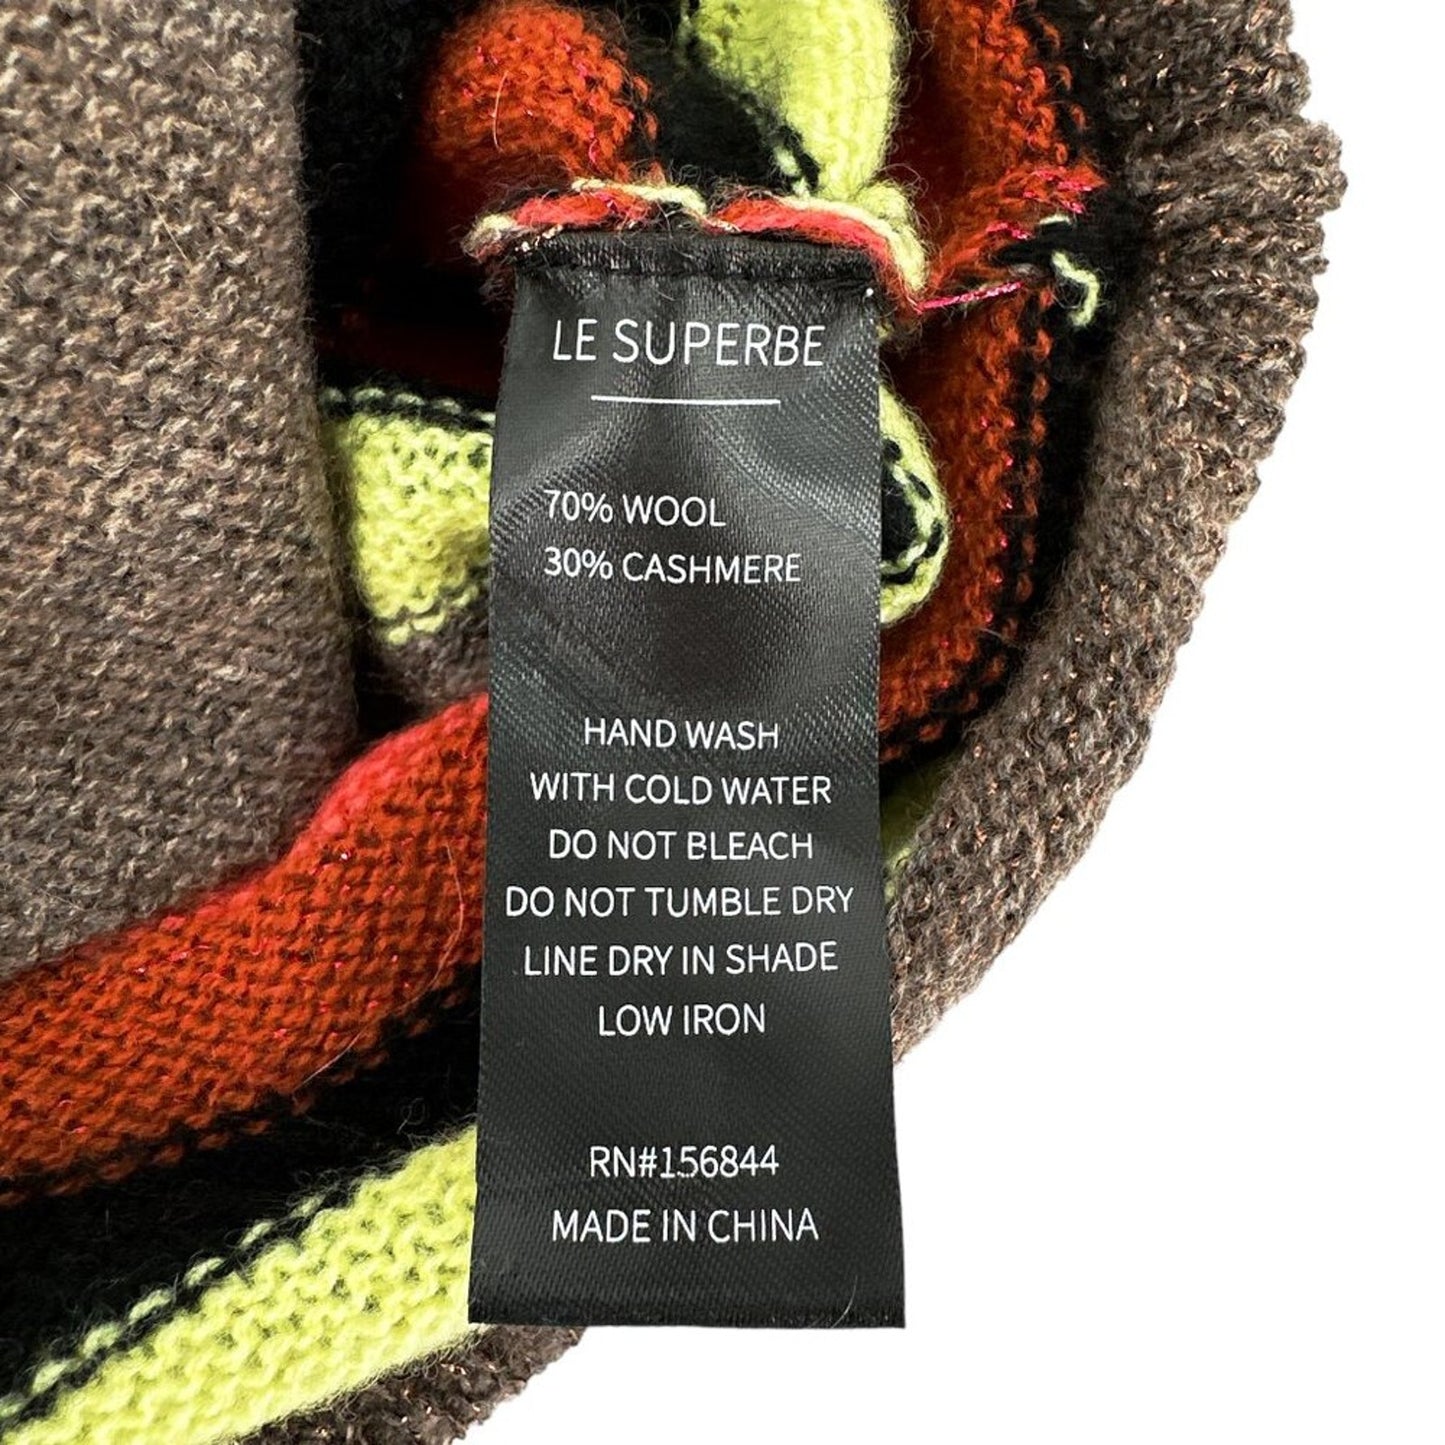 LE SUPERBE
70% WOOL
30% CASHMERE
HAND WASH
WITH COLD WATER
DO NOT BLEACH
DO NOT TUMBLE DRY
LINE DRY IN SHADE
LOW IRON
RN#156844
MADE IN CHINA